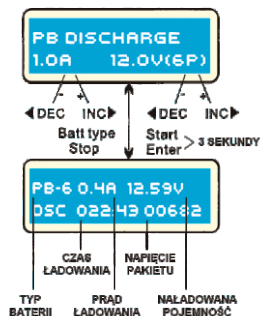 PB DISCHARGE
1.0A 12.0V(6P)
- + - +
◀DEC INC▶ ◀DEC INC▶
Batt type Start
Stop Enter > 3 SEKUNDY
PB-6 0.4A 12.59V
DSC 022:43 00682
CZAS NAPIĘCIE
ŁADOWANIA PAKIETU
TYP PRĄD NAŁADOWANA
BATERII ŁADOWANIA POJEMNOŚĆ